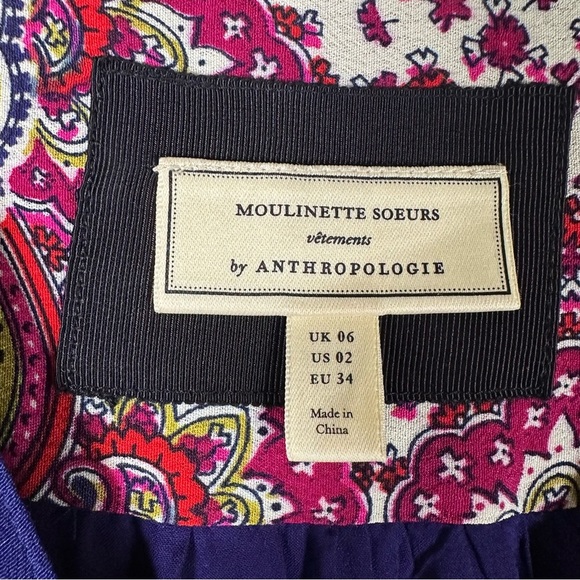 MOULINETTE SOEURS
vêtements
by ANTHROPOLOGIE
UK 06
US 02
EU 34
Made in
China